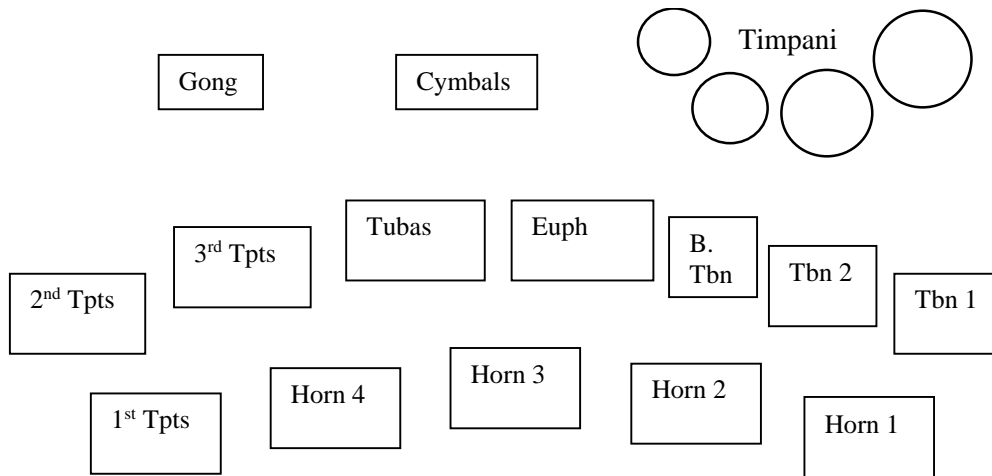 Timpani
Gong
Cymbals
Tubas
Euph
B.
Tbn
3rd Tpts
Tbn 2
2nd Tpts
Tbn 1
Horn 3
Horn 4
Horn 2
1st Tpts
Horn 1